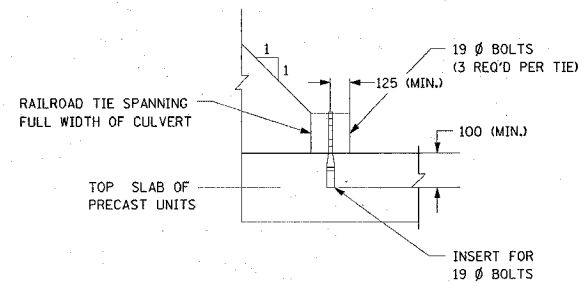 1
1
19 Ø BOLTS
(3 REQ'D PER TIE)
125 (MIN.)
RAILROAD TIE SPANNING
FULL WIDTH OF CULVERT
100 (MIN.)
TOP SLAB OF
PRECAST UNITS
INSERT FOR
19 Ø BOLTS